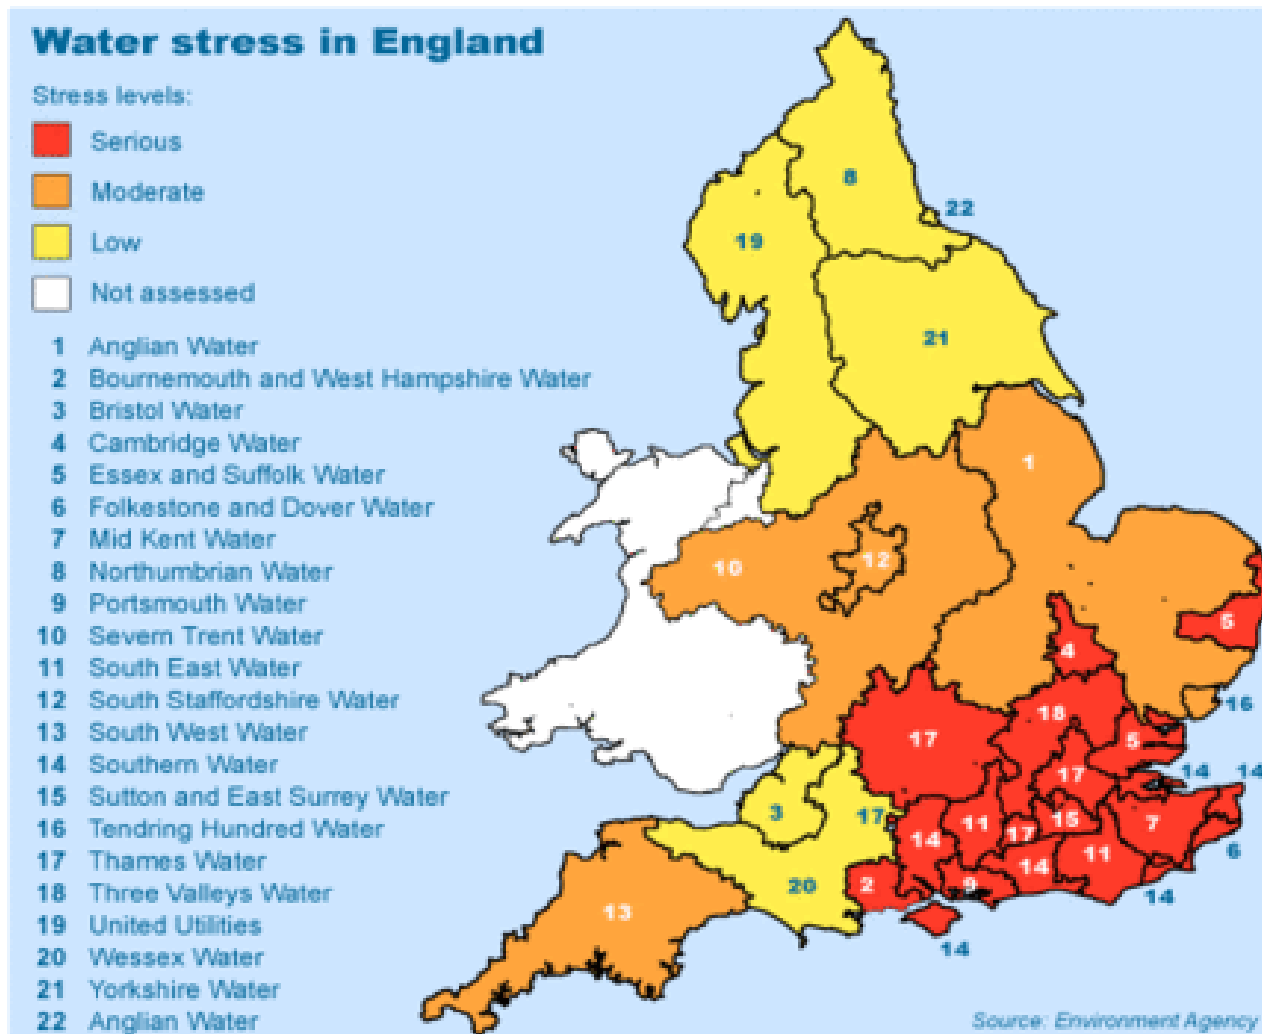 Water stress in England
Stress levels:
Serious
Moderate
Low
Not assessed
1 Anglian Water
2 Bournemouth and West Hampshire Water
3 Bristol Water
4 Cambridge Water
5 Essex and Suffolk Water
6 Folkestone and Dover Water
7 Mid Kent Water
8 Northumbrian Water
9 Portsmouth Water
10 Severn Trent Water
11 South East Water
12 South Staffordshire Water
13 South West Water
14 Southern Water
15 Sutton and East Surrey Water
16 Tendring Hundred Water
17 Thames Water
18 Three Valleys Water
19 United Utilities
20 Wessex Water
21 Yorkshire Water
22 Anglian Water
8
22
19
21
1
10
12
5
4
16
18
17
5
17
14
14
3
17
14
11
17
15
7
6
14
11
20
2
9
14
13
14
Source: Environment Agency